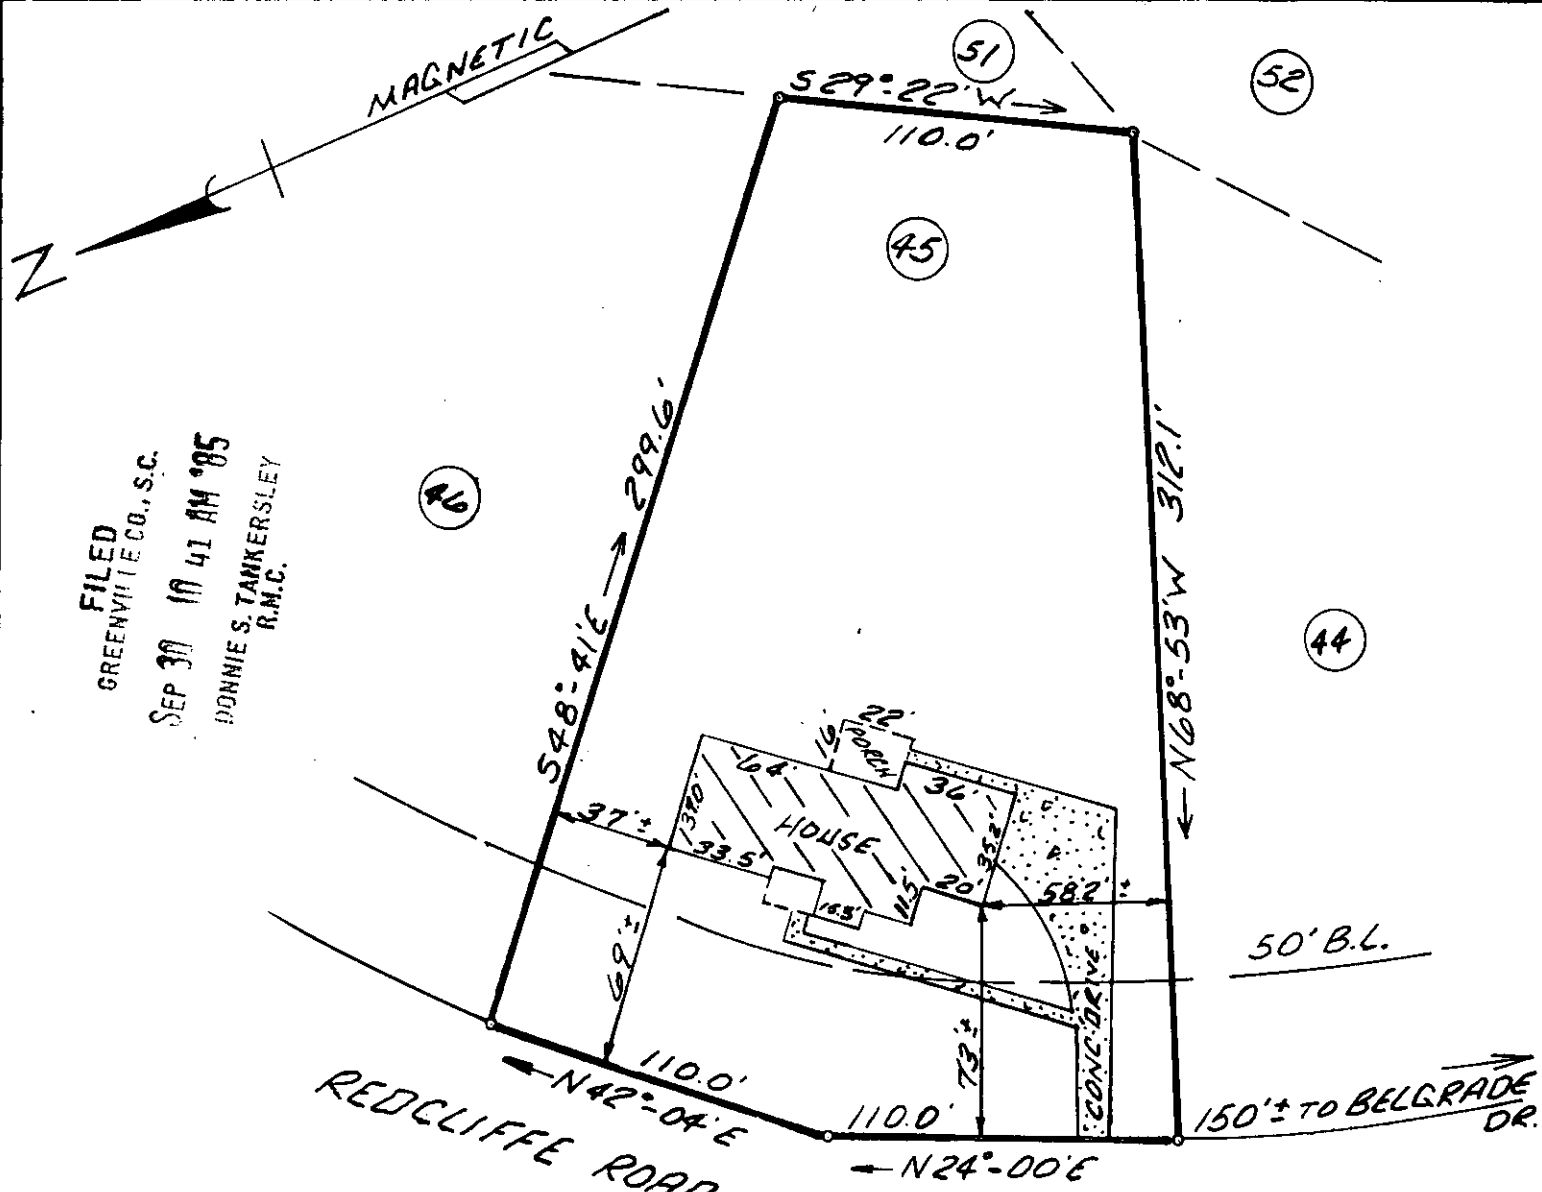 MAGNETIC
N
51
52
S 29°-22' W
110.0'
45
FILED
GREENVILLE CO., S.C.
SEP 30 10 41 AM '85
DONNIE S. TANKERSLEY
R.M.C.
46
S48°-41'E 299.6'
N68°-53'W 312.1'
44
22'
16'
PORCH
64'
36'
HOUSE
37'±
39.0'
33.5'
35.2'
20'
11.5'
16.5'
58.2'±
69'±
73'±
50' B.L.
CONC. DRIVE
110.0'
N42°-04'E
110.0'
N24°-00'E
150'± TO BELGRADE
DR.
REDCLIFFE ROAD